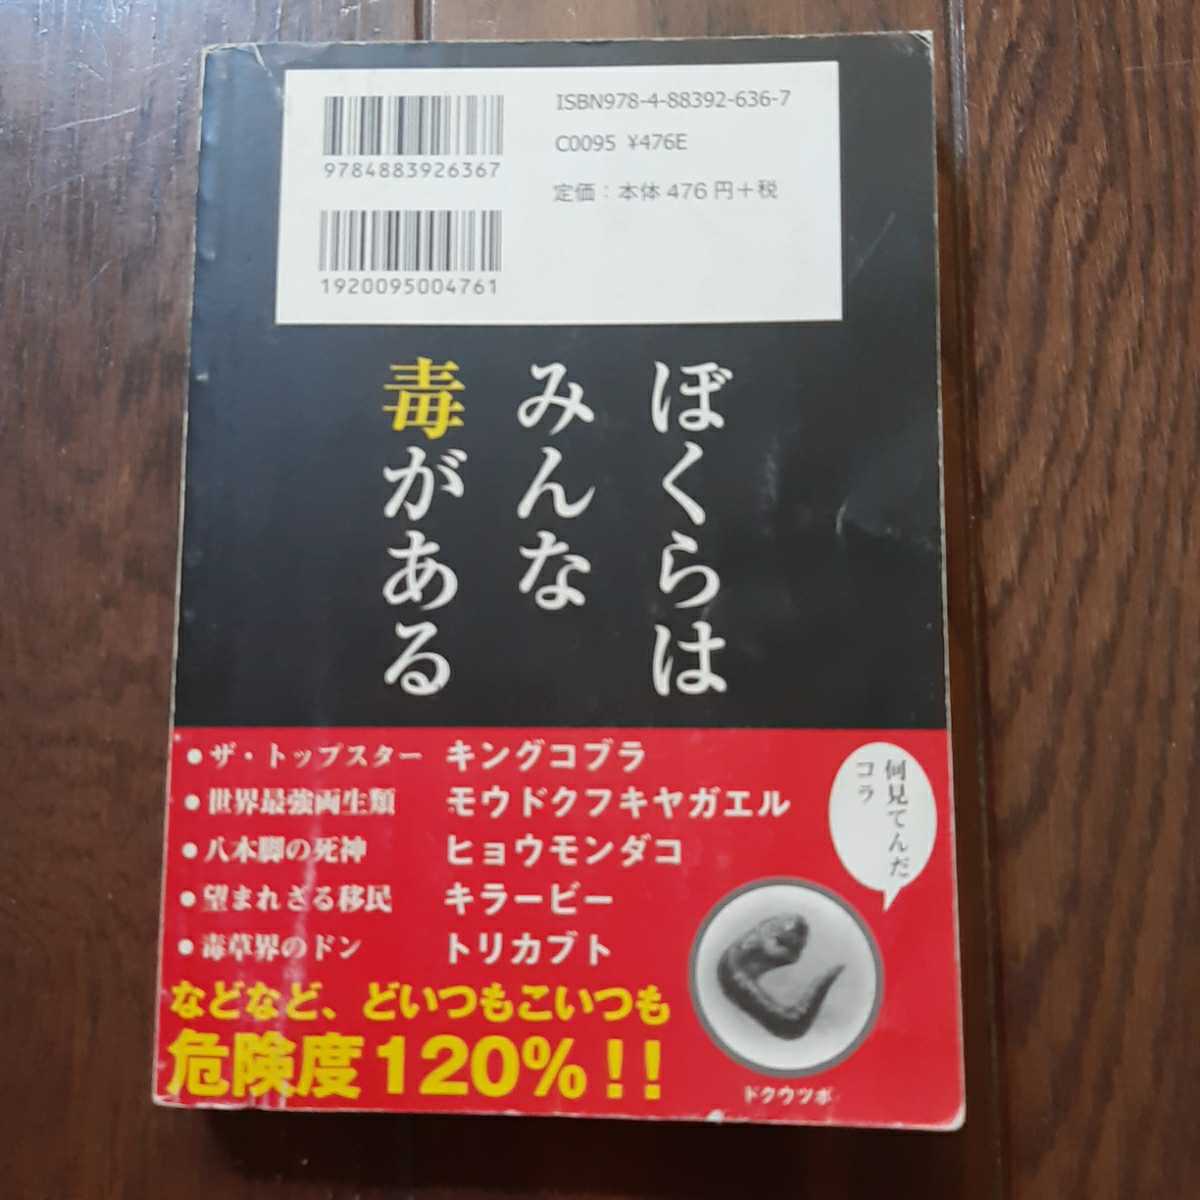 ISBN978-4-88392-636-7
C0095 ¥476E
定価：本体476円＋税
9784883926367
1920095004761
ぼくらは
みんな
毒がある
●ザ・トップスター キングコブラ
●世界最強両生類 モウドクフキヤガエル
●八本脚の死神 ヒョウモンダコ
●望まれざる移民 キラービー
●毒草界のドン トリカブト
などなど、どいつもこいつも
危険度120%！！
何見てんだ
コラ
ドクウツボ